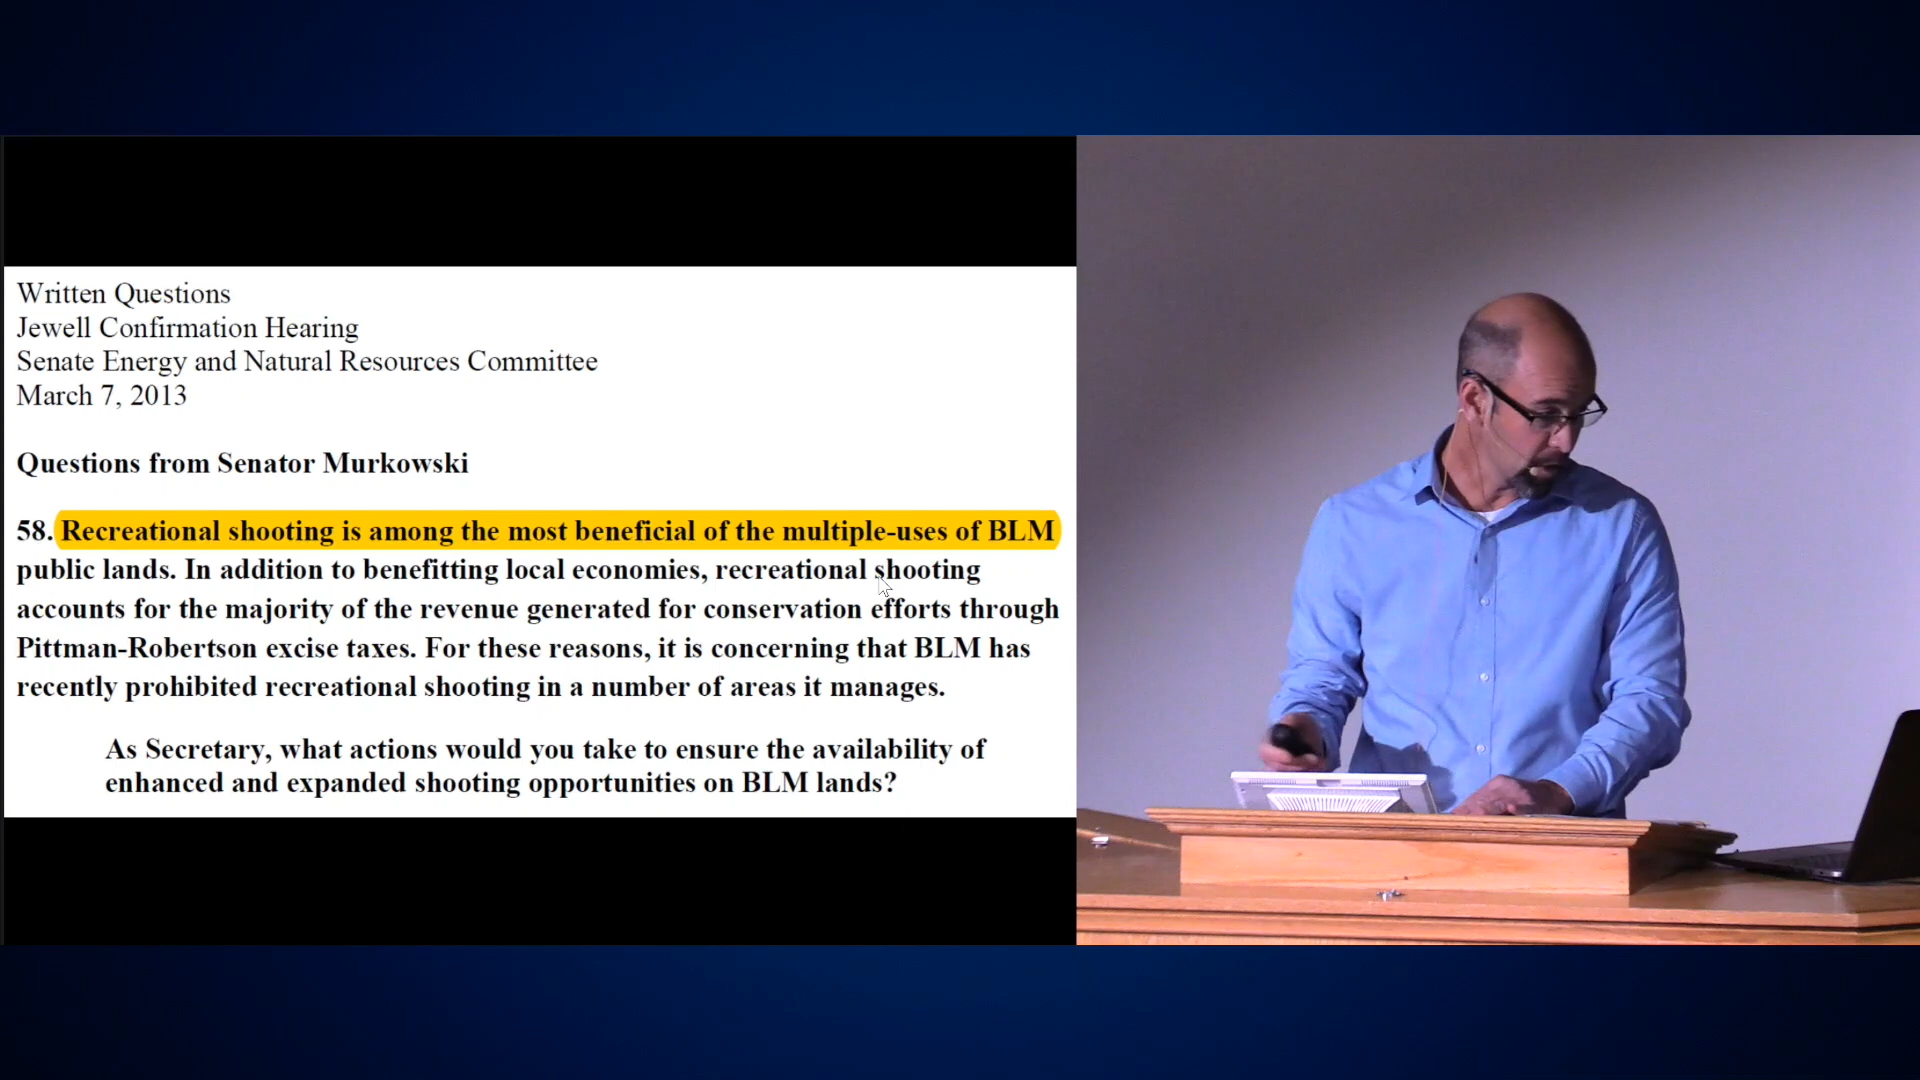 Written Questions
Jewell Confirmation Hearing
Senate Energy and Natural Resources Committee
March 7, 2013
Questions from Senator Murkowski
58. Recreational shooting is among the most beneficial of the multiple-uses of BLM
public lands. In addition to benefitting local economies, recreational shooting
accounts for the majority of the revenue generated for conservation efforts through
Pittman-Robertson excise taxes. For these reasons, it is concerning that BLM has
recently prohibited recreational shooting in a number of areas it manages.
As Secretary, what actions would you take to ensure the availability of
enhanced and expanded shooting opportunities on BLM lands?